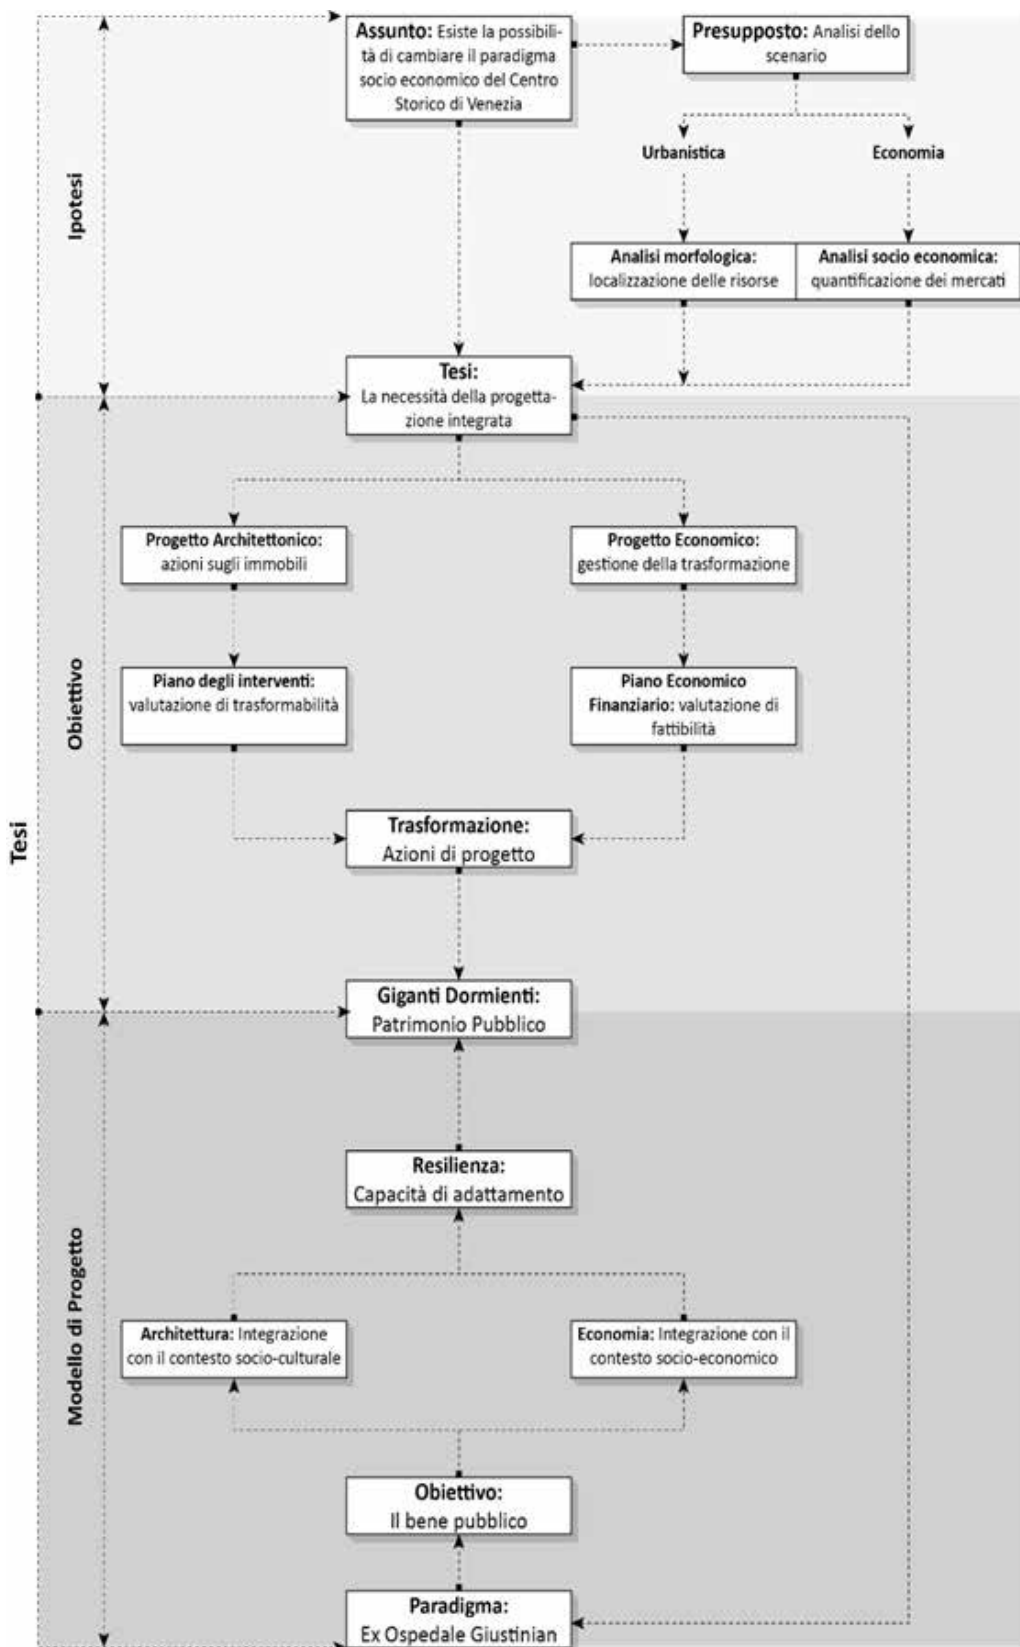 Assunto: Esiste la possibili-
tà di cambiare il paradigma
socio economico del Centro
Storico di Venezia
Presupposto: Analisi dello
scenario
Urbanistica
Economia
Ipotesi
Analisi morfologica:
localizzazione delle risorse
Analisi socio economica:
quantificazione dei mercati
Tesi:
La necessità della progetta-
zione integrata
Progetto Architettonico:
azioni sugli immobili
Progetto Economico:
gestione della trasformazione
Obiettivo
Piano degli interventi:
valutazione di trasformabilità
Piano Economico
Finanziario: valutazione di
fattibilità
Tesi
Trasformazione:
Azioni di progetto
Giganti Dormienti:
Patrimonio Pubblico
Resilienza:
Capacità di adattamento
Modello di Progetto
Architettura: Integrazione
con il contesto socio-culturale
Economia: Integrazione con il
contesto socio-economico
Obiettivo:
Il bene pubblico
Paradigma:
Ex Ospedale Giustinian